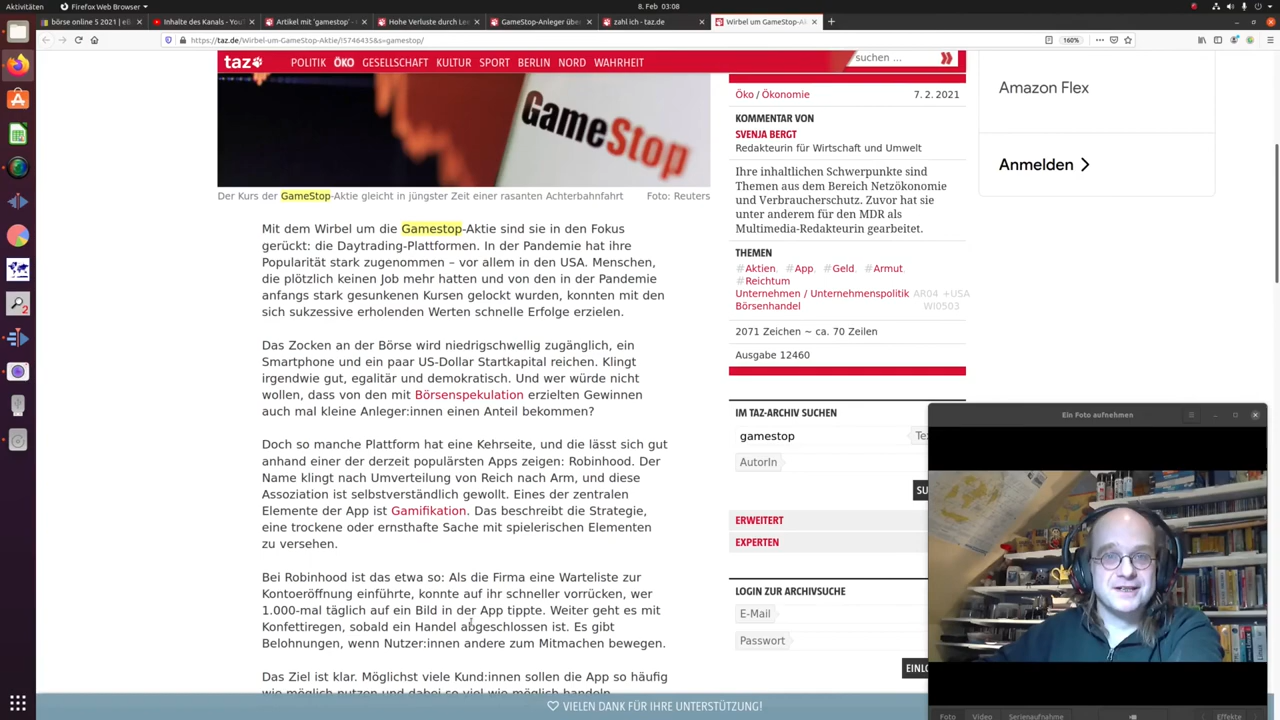 Aktivitäten
Firefox Web Browser
8. Feb 03:08
börse online 5 2021 | eB
Inhalte des Kanals - YouT
Artikel mit 'gamestop' -
Hohe Verluste durch Lee
GameStop-Anleger über
zahl ich - taz.de
Wirbel um GameStop-Ak
https://taz.de/Wirbel-um-GameStop-Aktie/!5746435&s=gamestop/
160%
taz
POLITIK ÖKO GESELLSCHAFT KULTUR SPORT BERLIN NORD WAHRHEIT
suchen ...
GameStop
Der Kurs der GameStop-Aktie gleicht in jüngster Zeit einer rasanten Achterbahnfahrt Foto: Reuters
Mit dem Wirbel um die Gamestop-Aktie sind sie in den Fokus
gerückt: die Daytrading-Plattformen. In der Pandemie hat ihre
Popularität stark zugenommen – vor allem in den USA. Menschen,
die plötzlich keinen Job mehr hatten und von den in der Pandemie
anfangs stark gesunkenen Kursen gelockt wurden, konnten mit den
sich sukzessive erholenden Werten schnelle Erfolge erzielen.
Das Zocken an der Börse wird niedrigschwellig zugänglich, ein
Smartphone und ein paar US-Dollar Startkapital reichen. Klingt
irgendwie gut, egalitär und demokratisch. Und wer würde nicht
wollen, dass von den mit Börsenspekulation erzielten Gewinnen
auch mal kleine Anleger:innen einen Anteil bekommen?
Doch so manche Plattform hat eine Kehrseite, und die lässt sich gut
anhand einer der derzeit populärsten Apps zeigen: Robinhood. Der
Name klingt nach Umverteilung von Reich nach Arm, und diese
Assoziation ist selbstverständlich gewollt. Eines der zentralen
Elemente der App ist Gamifikation. Das beschreibt die Strategie,
eine trockene oder ernsthafte Sache mit spielerischen Elementen
zu versehen.
Bei Robinhood ist das etwa so: Als die Firma eine Warteliste zur
Kontoeröffnung einführte, konnte auf ihr schneller vorrücken, wer
1.000-mal täglich auf ein Bild in der App tippte. Weiter geht es mit
Konfettiregen, sobald ein Handel abgeschlossen ist. Es gibt
Belohnungen, wenn Nutzer:innen andere zum Mitmachen bewegen.
Das Ziel ist klar. Möglichst viele Kund:innen sollen die App so häufig
wie möglich nutzen und dabei so viel wie möglich handeln
Öko / Ökonomie 7. 2. 2021
KOMMENTAR VON
SVENJA BERGT
Redakteurin für Wirtschaft und Umwelt
Ihre inhaltlichen Schwerpunkte sind
Themen aus dem Bereich Netzökonomie
und Verbraucherschutz. Zuvor hat sie
unter anderem für den MDR als
Multimedia-Redakteurin gearbeitet.
THEMEN
#Aktien, #App, #Geld, #Armut,
#Reichtum
Unternehmen / Unternehmenspolitik AR04 +USA
Börsenhandel WI0503
2071 Zeichen ~ ca. 70 Zeilen
Ausgabe 12460
IM TAZ-ARCHIV SUCHEN
gamestop
AutorIn
SU
ERWEITERT
EXPERTEN
LOGIN ZUR ARCHIVSUCHE
E-Mail
Passwort
EINLO
Amazon Flex
Anmelden
Ein Foto aufnehmen
Foto Video Serienaufnahme Effekte
VIELEN DANK FÜR IHRE UNTERSTÜTZUNG!